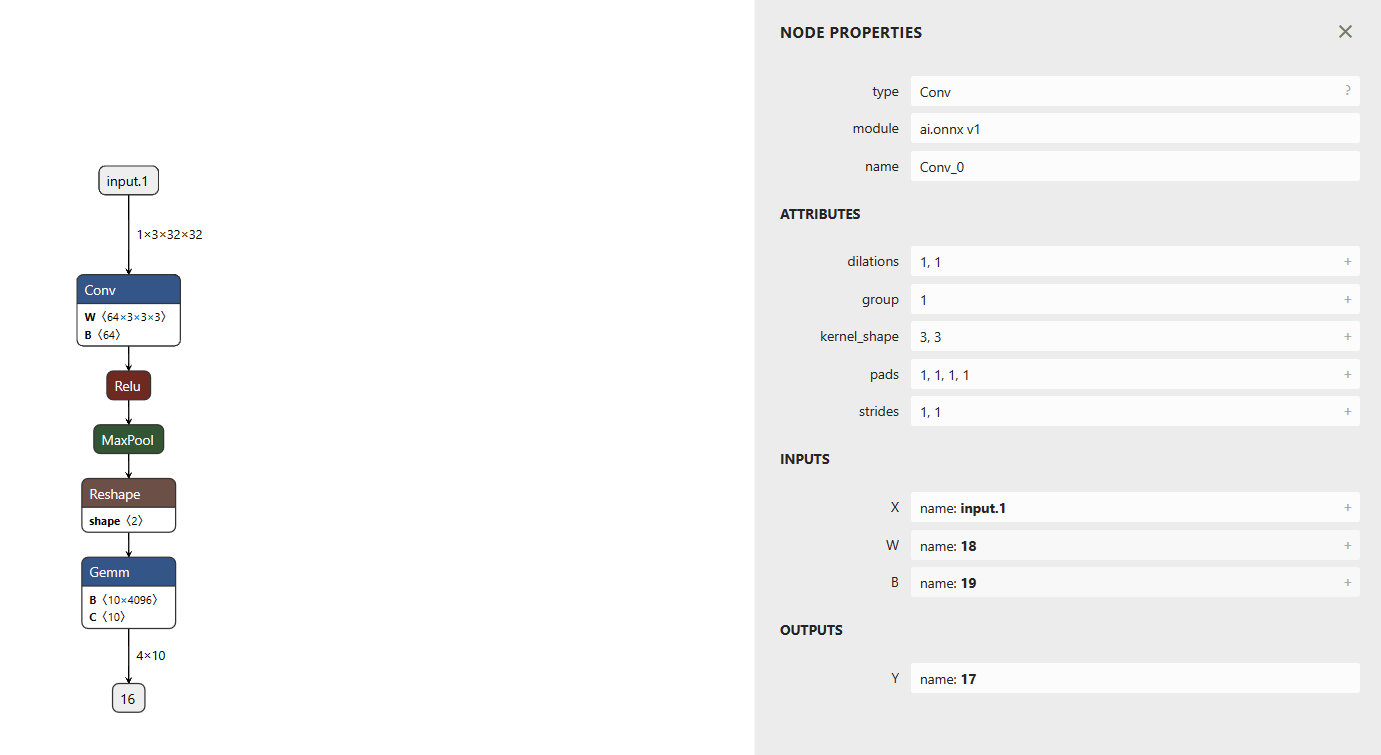 input.1
1×3×32×32
Conv
W 〈64×3×3×3〉
B 〈64〉
Relu
MaxPool
Reshape
shape 〈2〉
Gemm
B 〈10×4096〉
C 〈10〉
4×10
16
NODE PROPERTIES ×
type Conv ?
module ai.onnx v1
name Conv_0
ATTRIBUTES
dilations 1, 1 +
group 1 +
kernel_shape 3, 3 +
pads 1, 1, 1, 1 +
strides 1, 1 +
INPUTS
X name: input.1 +
W name: 18 +
B name: 19 +
OUTPUTS
Y name: 17